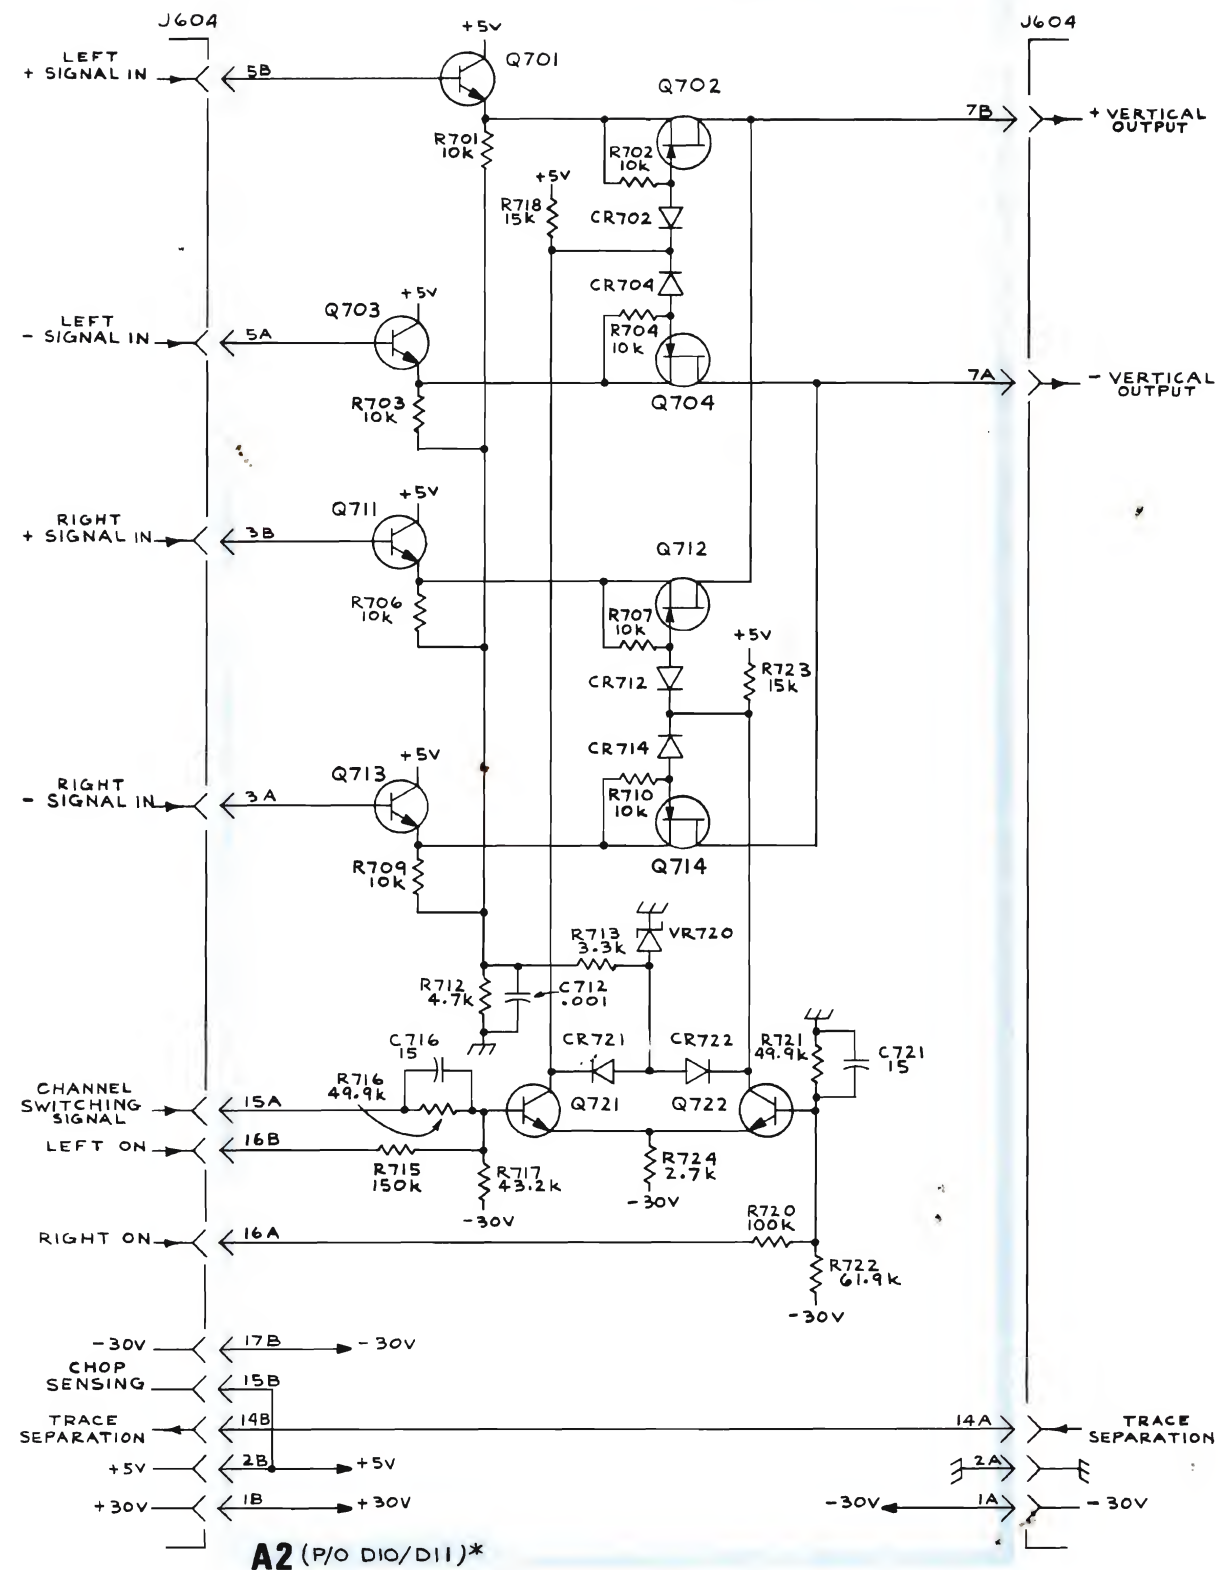 J604
J604
+5V
Q701
LEFT
+ SIGNAL IN
5B
Q702
7B
+ VERTICAL
OUTPUT
R701
10K
R702
10K
+5V
R718
15K
CR702
CR704
+5V
Q703
LEFT
- SIGNAL IN
5A
R704
10K
7A
- VERTICAL
OUTPUT
R703
10K
Q704
+5V
Q711
RIGHT
+ SIGNAL IN
3B
Q712
R706
10K
R707
10K
+5V
R723
15K
CR712
CR714
+5V
Q713
RIGHT
- SIGNAL IN
3A
R710
10K
R709
10K
Q714
R713
3.3K
VR720
R712
4.7K
C712
.001
C716
15
CR721
CR722
R721
49.9K
C721
15
R716
49.9K
CHANNEL
SWITCHING
SIGNAL
15A
Q721
Q722
LEFT ON
16B
R715
150K
R717
43.2K
-30V
R724
2.7K
-30V
R720
100K
RIGHT ON
16A
R722
61.9K
-30V
-30V
17B
-30V
CHOP
SENSING
15B
TRACE
SEPARATION
14B
14A
TRACE
SEPARATION
+5V
2B
+5V
2A
+30V
1B
+30V
-30V
1A
-30V
A2 (P/O D10/D11)*